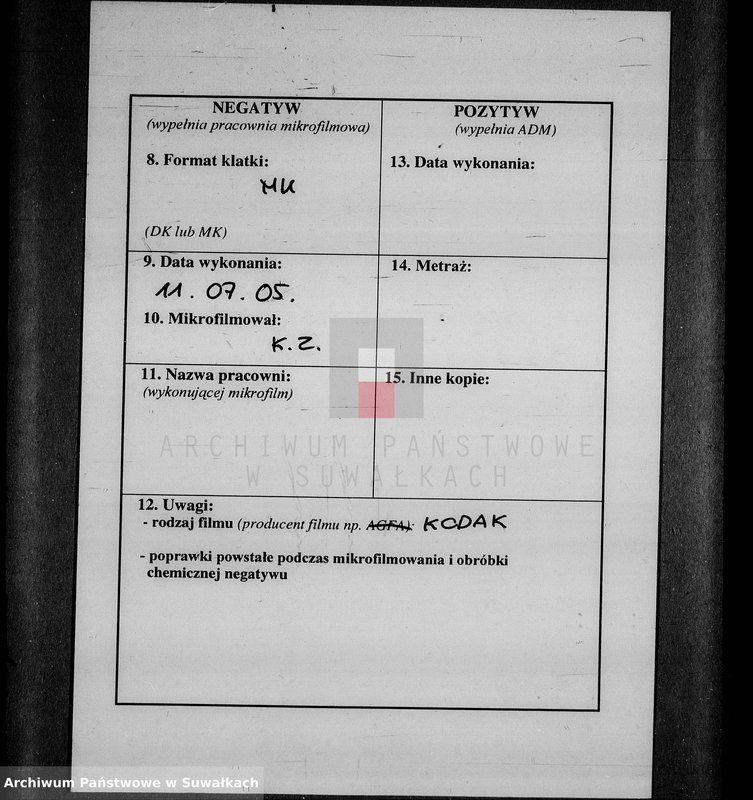 NEGATYW
(wypełnia pracownia mikrofilmowa)
8. Format klatki:
MK
(DK lub MK)
9. Data wykonania:
11. 07. 05.
10. Mikrofilmował:
K. Z.
11. Nazwa pracowni:
(wykonującej mikrofilm)
POZYTYW
(wypełnia ADM)
13. Data wykonania:
14. Metraż:
15. Inne kopie:
12. Uwagi:
- rodzaj filmu (producent filmu np. AGFA): KODAK
- poprawki powstałe podczas mikrofilmowania i obróbki
chemicznej negatywu
ARCHIWUM PAŃSTWOWE
W SUWAŁKACH
Archiwum Państwowe w Suwałkach